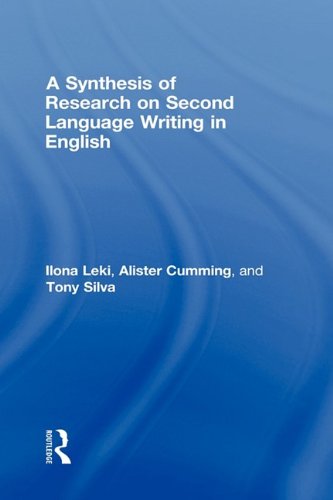 A Synthesis of
Research on Second
Language Writing in
English
Ilona Leki, Alister Cumming, and
Tony Silva
ROUTLEDGE